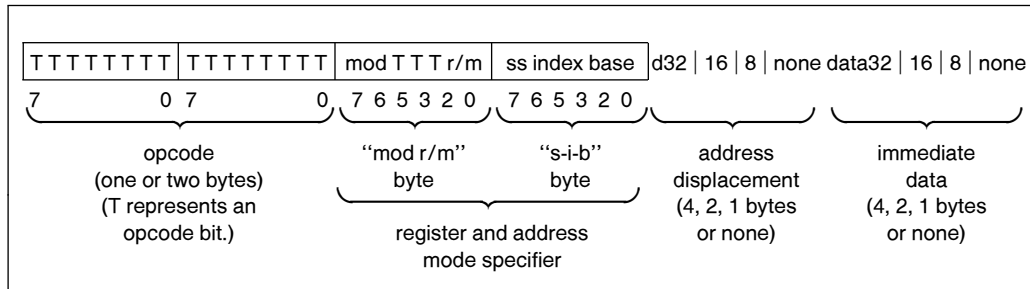 T T T T T T T T T T T T T T T T mod T T T r/m ss index base d32 | 16 | 8 | none data32 | 16 | 8 | none
7 0 7 0 7 6 5 3 2 0 7 6 5 3 2 0
opcode
(one or two bytes)
(T represents an
opcode bit.)
“mod r/m”
byte
“s-i-b”
byte
register and address
mode specifier
address
displacement
(4, 2, 1 bytes
or none)
immediate
data
(4, 2, 1 bytes
or none)